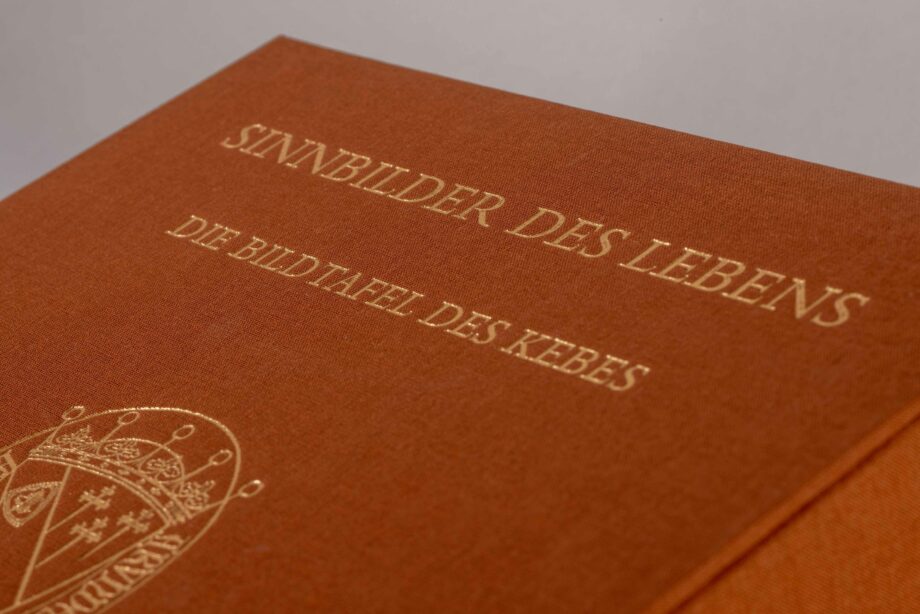 SINNBILDER DES LEBENS
DIE BILDTAFEL DES KEBES